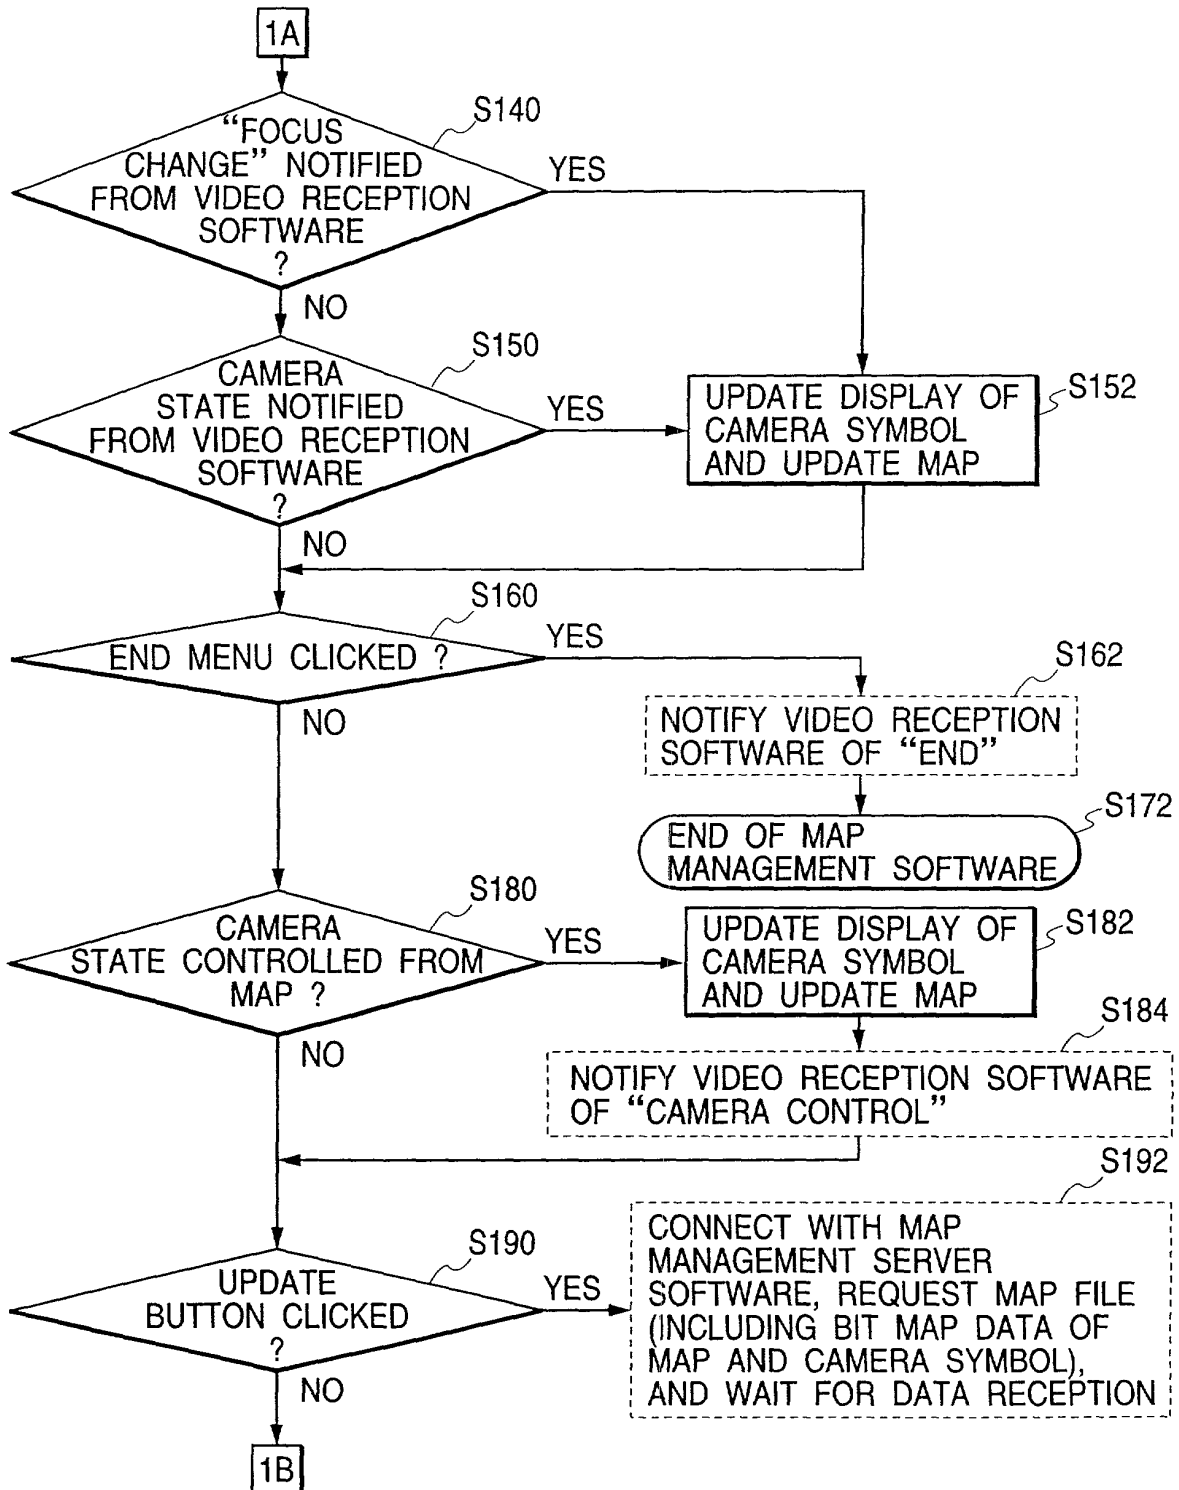 1A
S140
“FOCUS
CHANGE” NOTIFIED
FROM VIDEO RECEPTION
SOFTWARE
?
YES
NO
S150
CAMERA
STATE NOTIFIED
FROM VIDEO RECEPTION
SOFTWARE
?
YES
NO
S152
UPDATE DISPLAY OF
CAMERA SYMBOL
AND UPDATE MAP
S160
END MENU CLICKED ?
YES
NO
S162
NOTIFY VIDEO RECEPTION
SOFTWARE OF “END”
S172
END OF MAP
MANAGEMENT SOFTWARE
S180
CAMERA
STATE CONTROLLED FROM
MAP ?
YES
NO
S182
UPDATE DISPLAY OF
CAMERA SYMBOL
AND UPDATE MAP
S184
NOTIFY VIDEO RECEPTION SOFTWARE
OF “CAMERA CONTROL”
S190
UPDATE
BUTTON CLICKED
?
YES
NO
S192
CONNECT WITH MAP
MANAGEMENT SERVER
SOFTWARE, REQUEST MAP FILE
(INCLUDING BIT MAP DATA OF
MAP AND CAMERA SYMBOL),
AND WAIT FOR DATA RECEPTION
1B